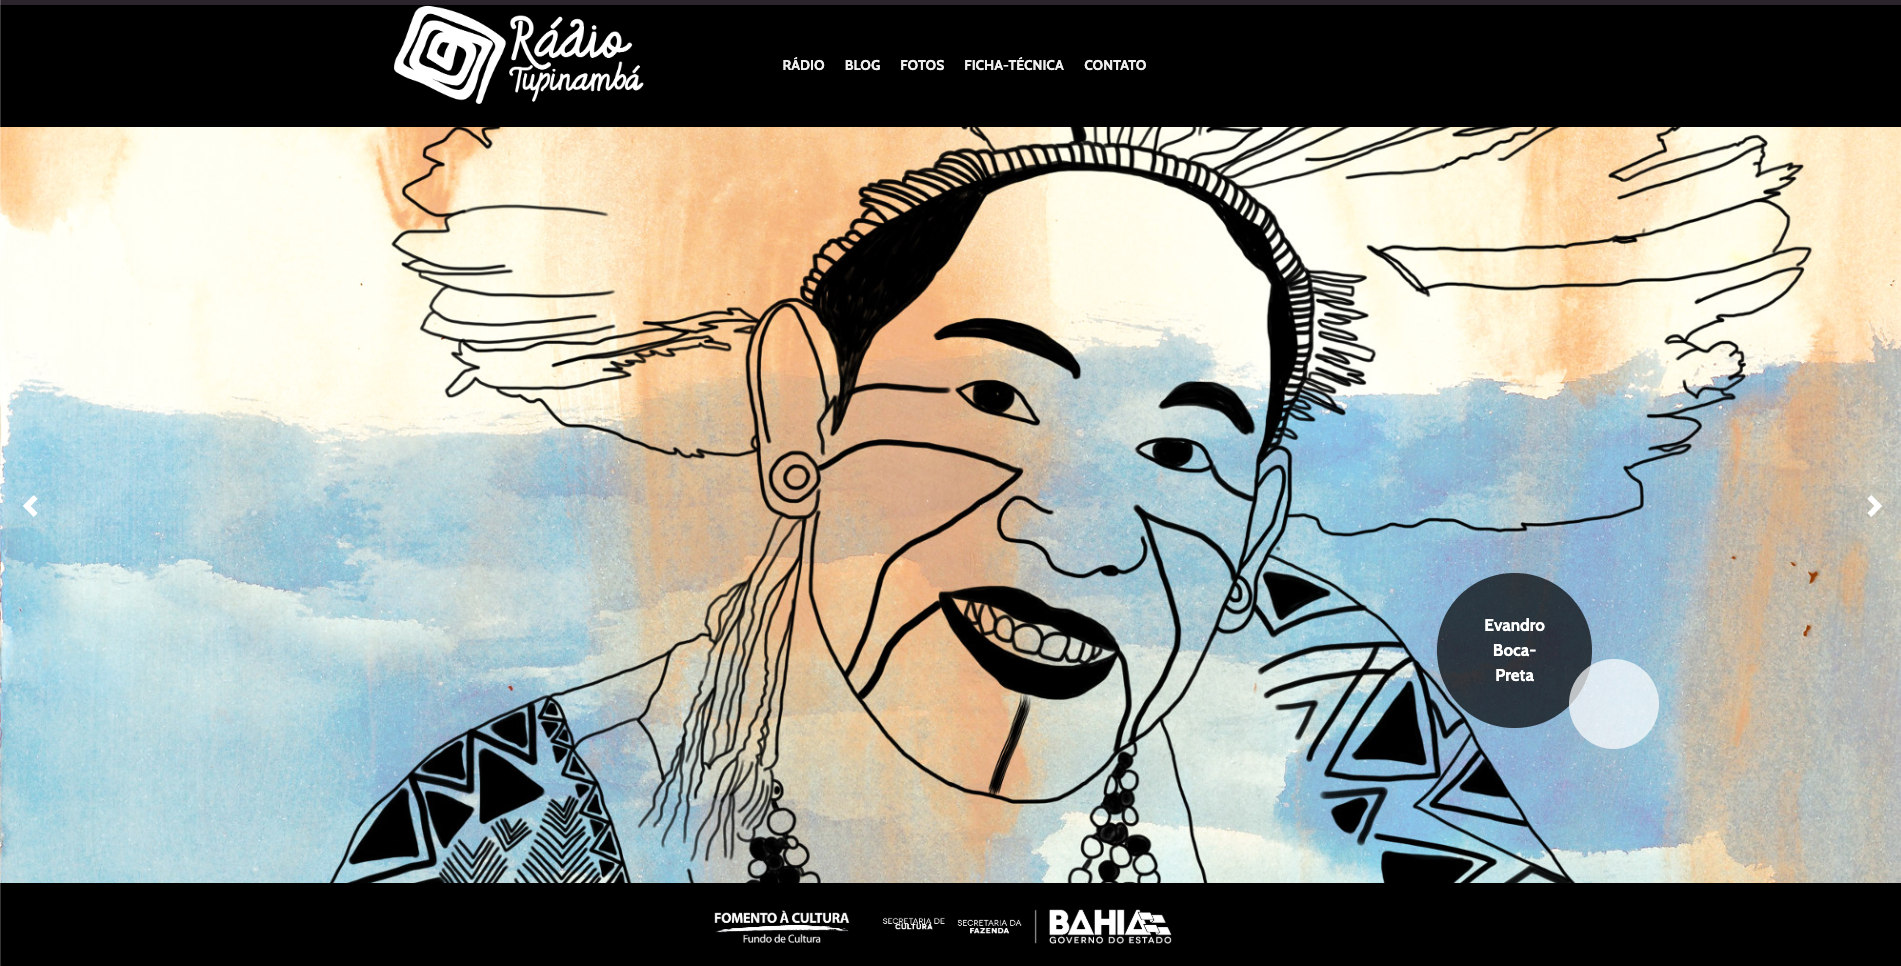 Rádio
Tupinambá
RÁDIO BLOG FOTOS FICHA-TÉCNICA CONTATO
Evandro
Boca-
Preta
FOMENTO À CULTURA
Fundo de Cultura
SECRETARIA DE
CULTURA
SECRETARIA DA
FAZENDA
BAHIA
GOVERNO DO ESTADO